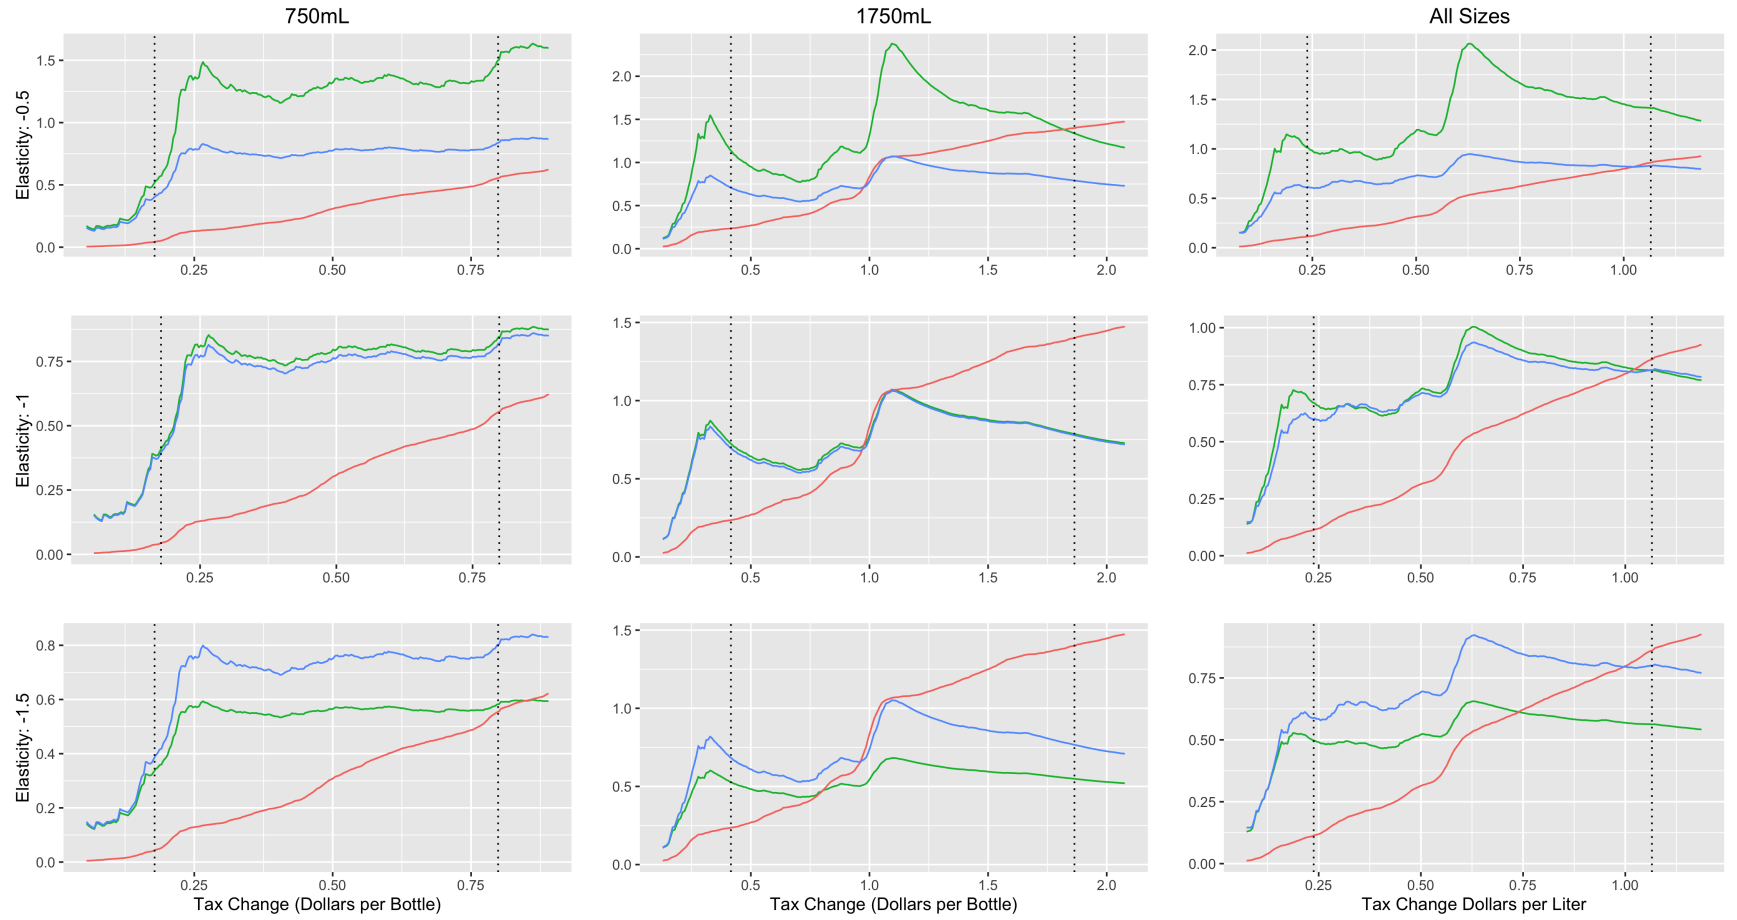 750mL 1750mL All Sizes
Elasticity: -0.5
1.5
1.0
0.5
0.0
0.25 0.50 0.75
2.0
1.5
1.0
0.5
0.0
0.5 1.0 1.5 2.0
2.0
1.5
1.0
0.5
0.0
0.25 0.50 0.75 1.00
Elasticity: -1
0.75
0.50
0.25
0.00
0.25 0.50 0.75
1.5
1.0
0.5
0.0
0.5 1.0 1.5 2.0
1.00
0.75
0.50
0.25
0.00
0.25 0.50 0.75 1.00
Elasticity: -1.5
0.8
0.6
0.4
0.2
0.0
0.25 0.50 0.75
Tax Change (Dollars per Bottle)
1.5
1.0
0.5
0.0
0.5 1.0 1.5 2.0
Tax Change (Dollars per Bottle)
0.75
0.50
0.25
0.00
0.25 0.50 0.75 1.00
Tax Change Dollars per Liter